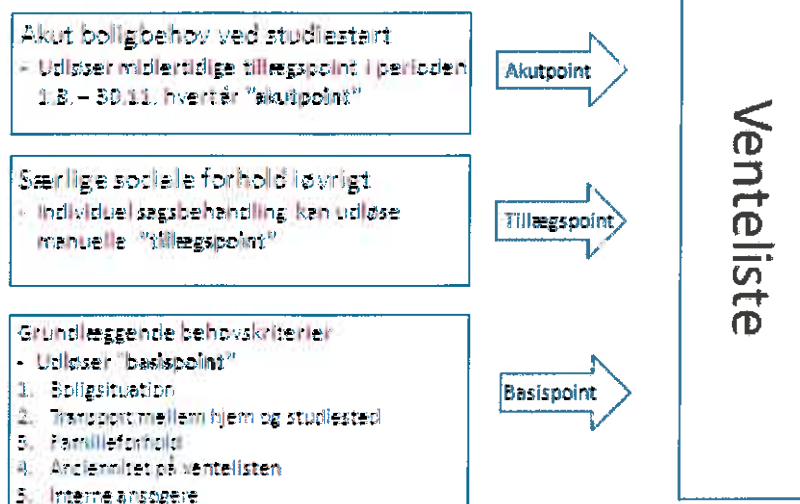 Akut boligbehov ved studiestart
- Udløser midlertidige tillægspoint i perioden
1.8. – 30.11. hvert år "akutpoint"
Akutpoint
Særlige sociale forhold i øvrigt
- Individuel sagsbehandling kan udløse
manuelle "tillægspoint"
Tillægspoint
Grundlæggende behovskriterier
- Udløser "basispoint"
1. Boligsituation
2. Transport mellem hjem og studiested
3. Familieforhold
4. Anciennitet på ventelisten
5. Interne ansøgere
Basispoint
Venteliste